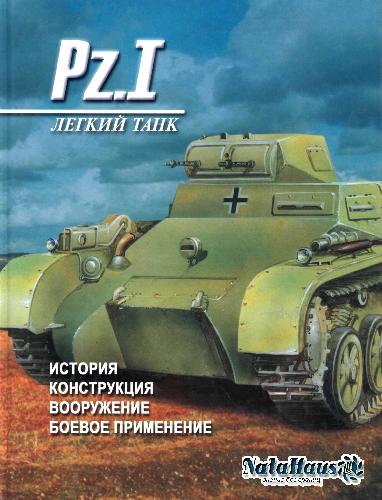 Pz.I
ЛЕГКИЙ ТАНК
ИСТОРИЯ
КОНСТРУКЦИЯ
ВООРУЖЕНИЕ
БОЕВОЕ ПРИМЕНЕНИЕ
NataHaus